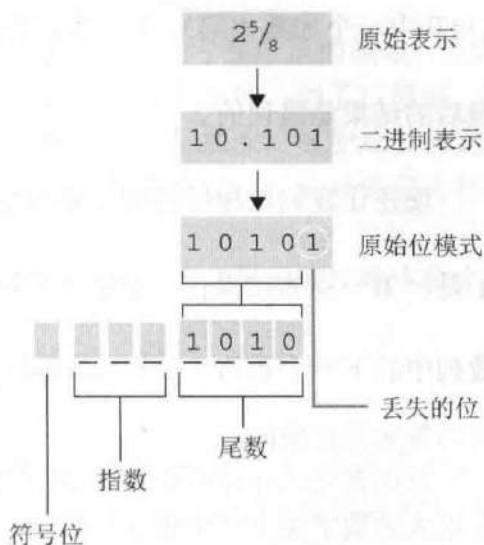 2⁵/₈ 原始表示
10.101 二进制表示
10101 原始位模式
1010
丢失的位
尾数
指数
符号位